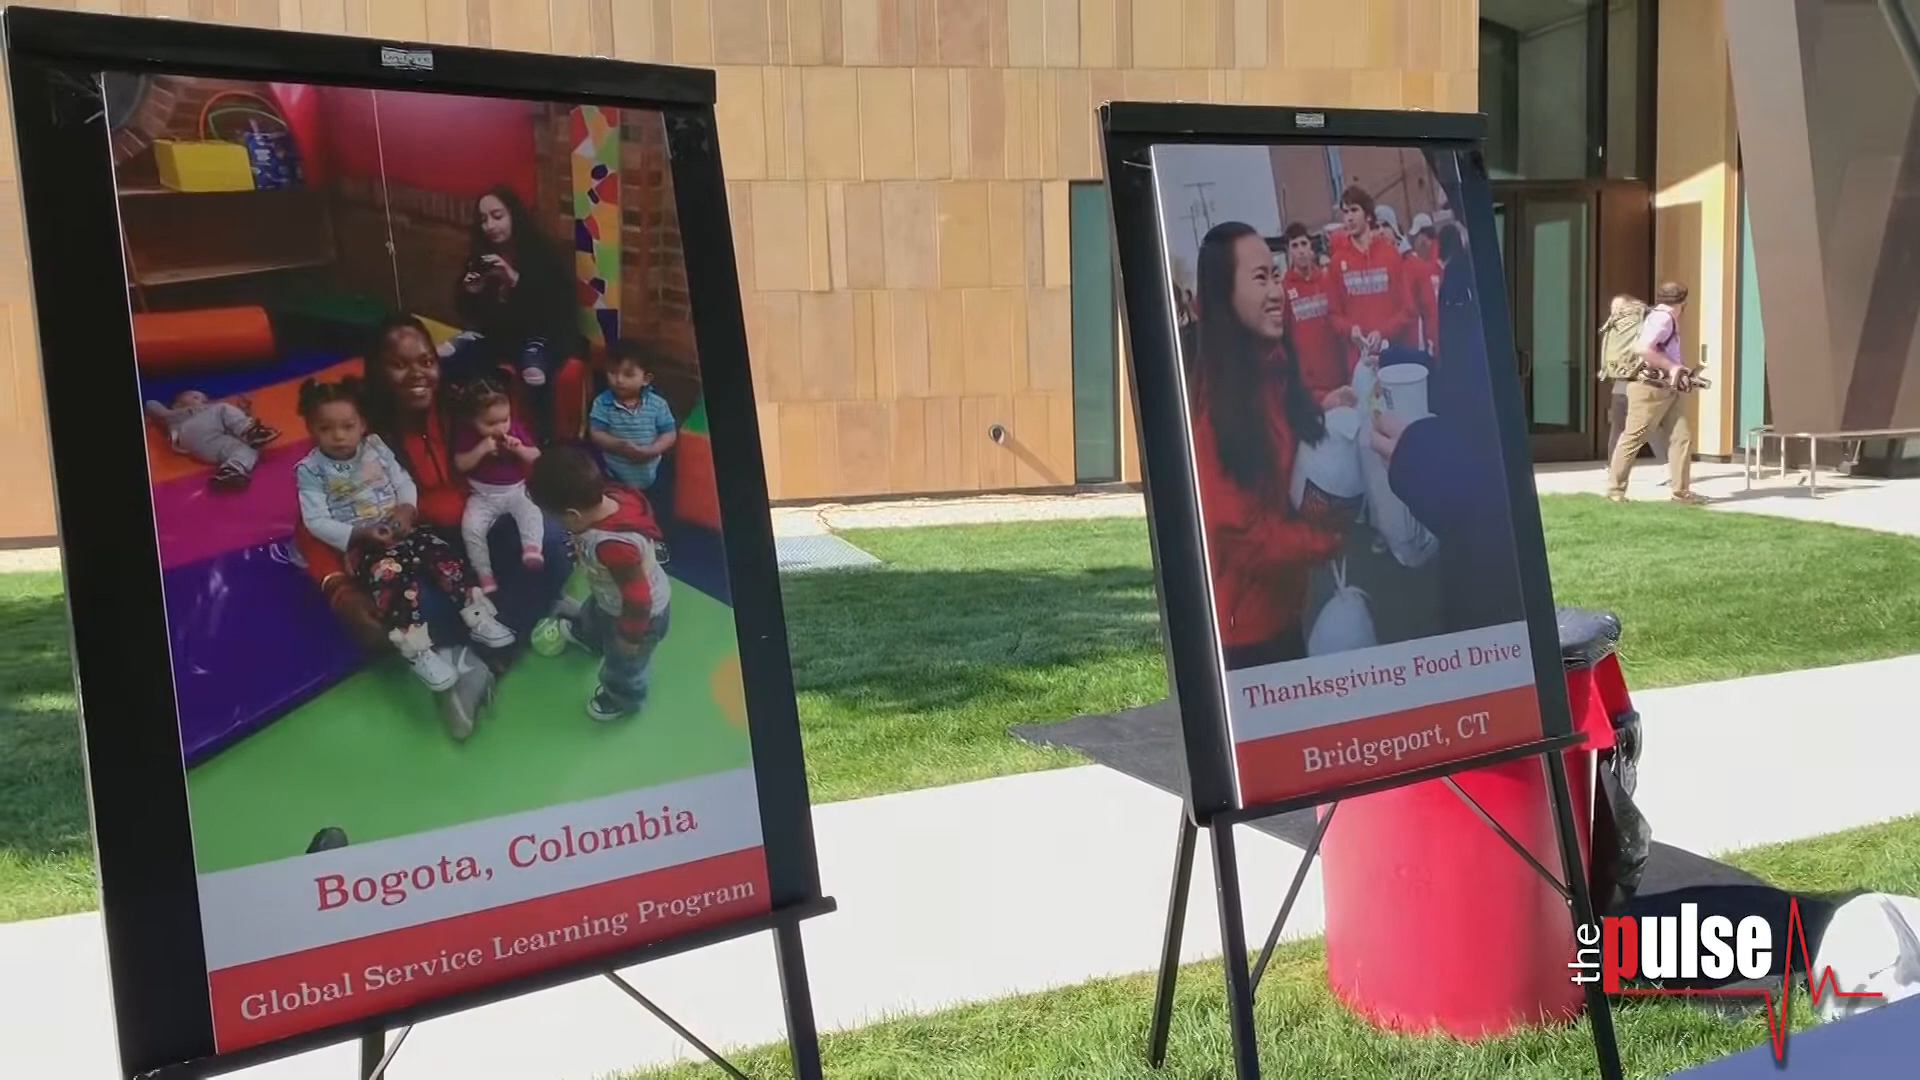 Bogota, Colombia
Global Service Learning Program
Thanksgiving Food Drive
Bridgeport, CT
the pulse